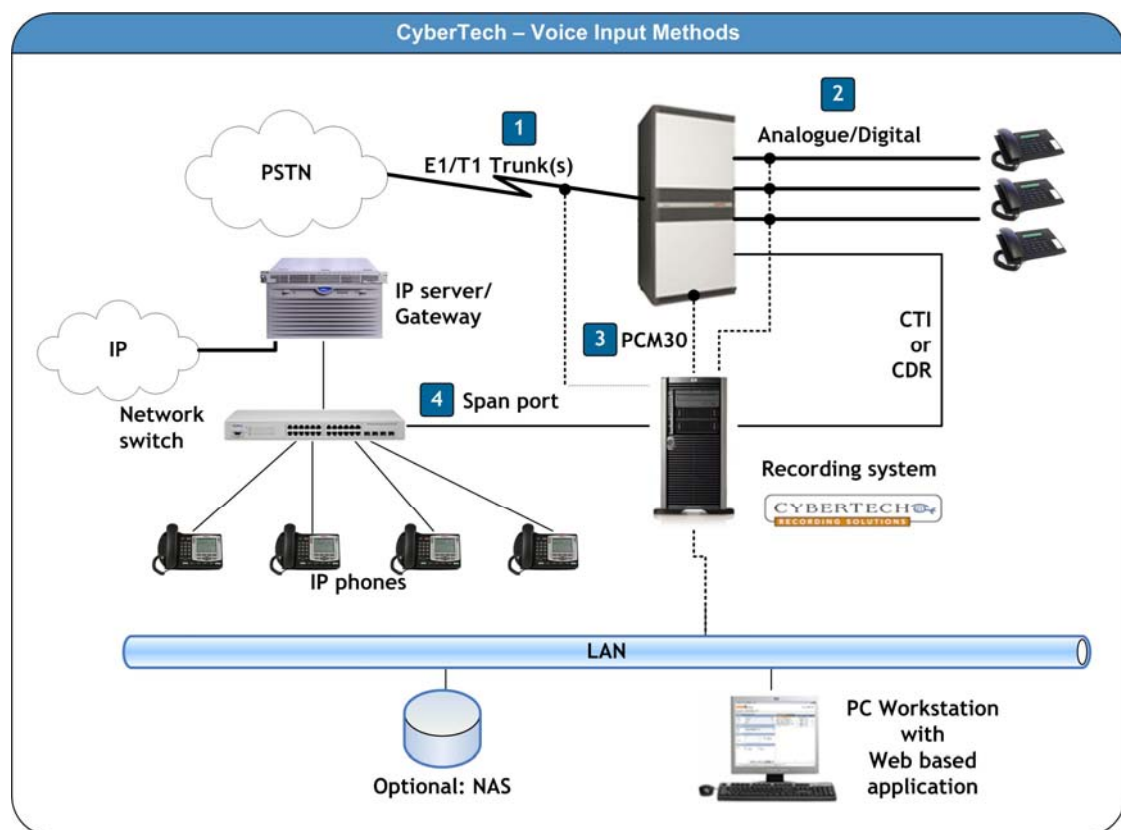 CyberTech – Voice Input Methods
1
2
E1/T1 Trunk(s)
Analogue/Digital
PSTN
IP server/
Gateway
IP
3
PCM30
CTI
or
CDR
4
Span port
Network
switch
Recording system
CYBERTECH
RECORDING SOLUTIONS
IP phones
LAN
Optional: NAS
PC Workstation
with
Web based
application